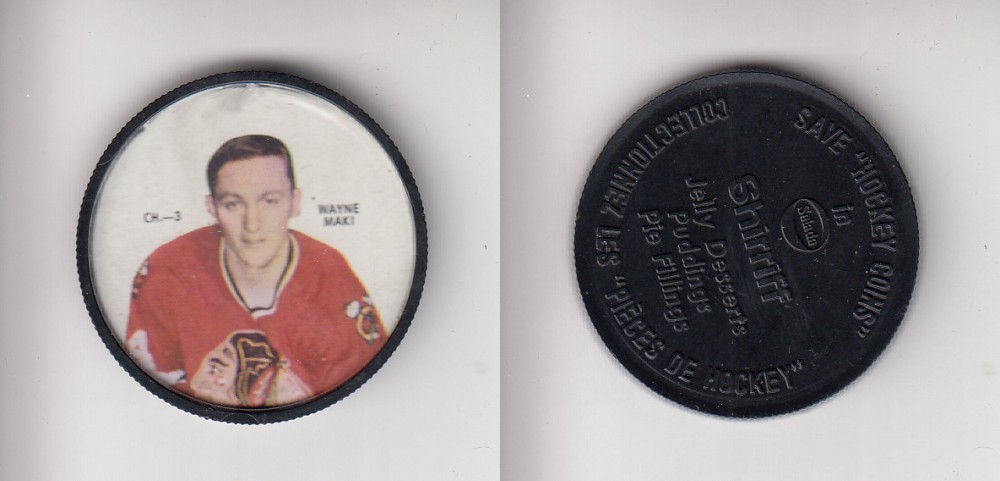 CH.—3
WAYNE
MAKI
SAVE "HOCKEY COINS"
in
Salada
Shirriff
Jelly Desserts
Puddings
Pie Fillings
COLLECTIONNEZ LES "PIÈCES DE HOCKEY"